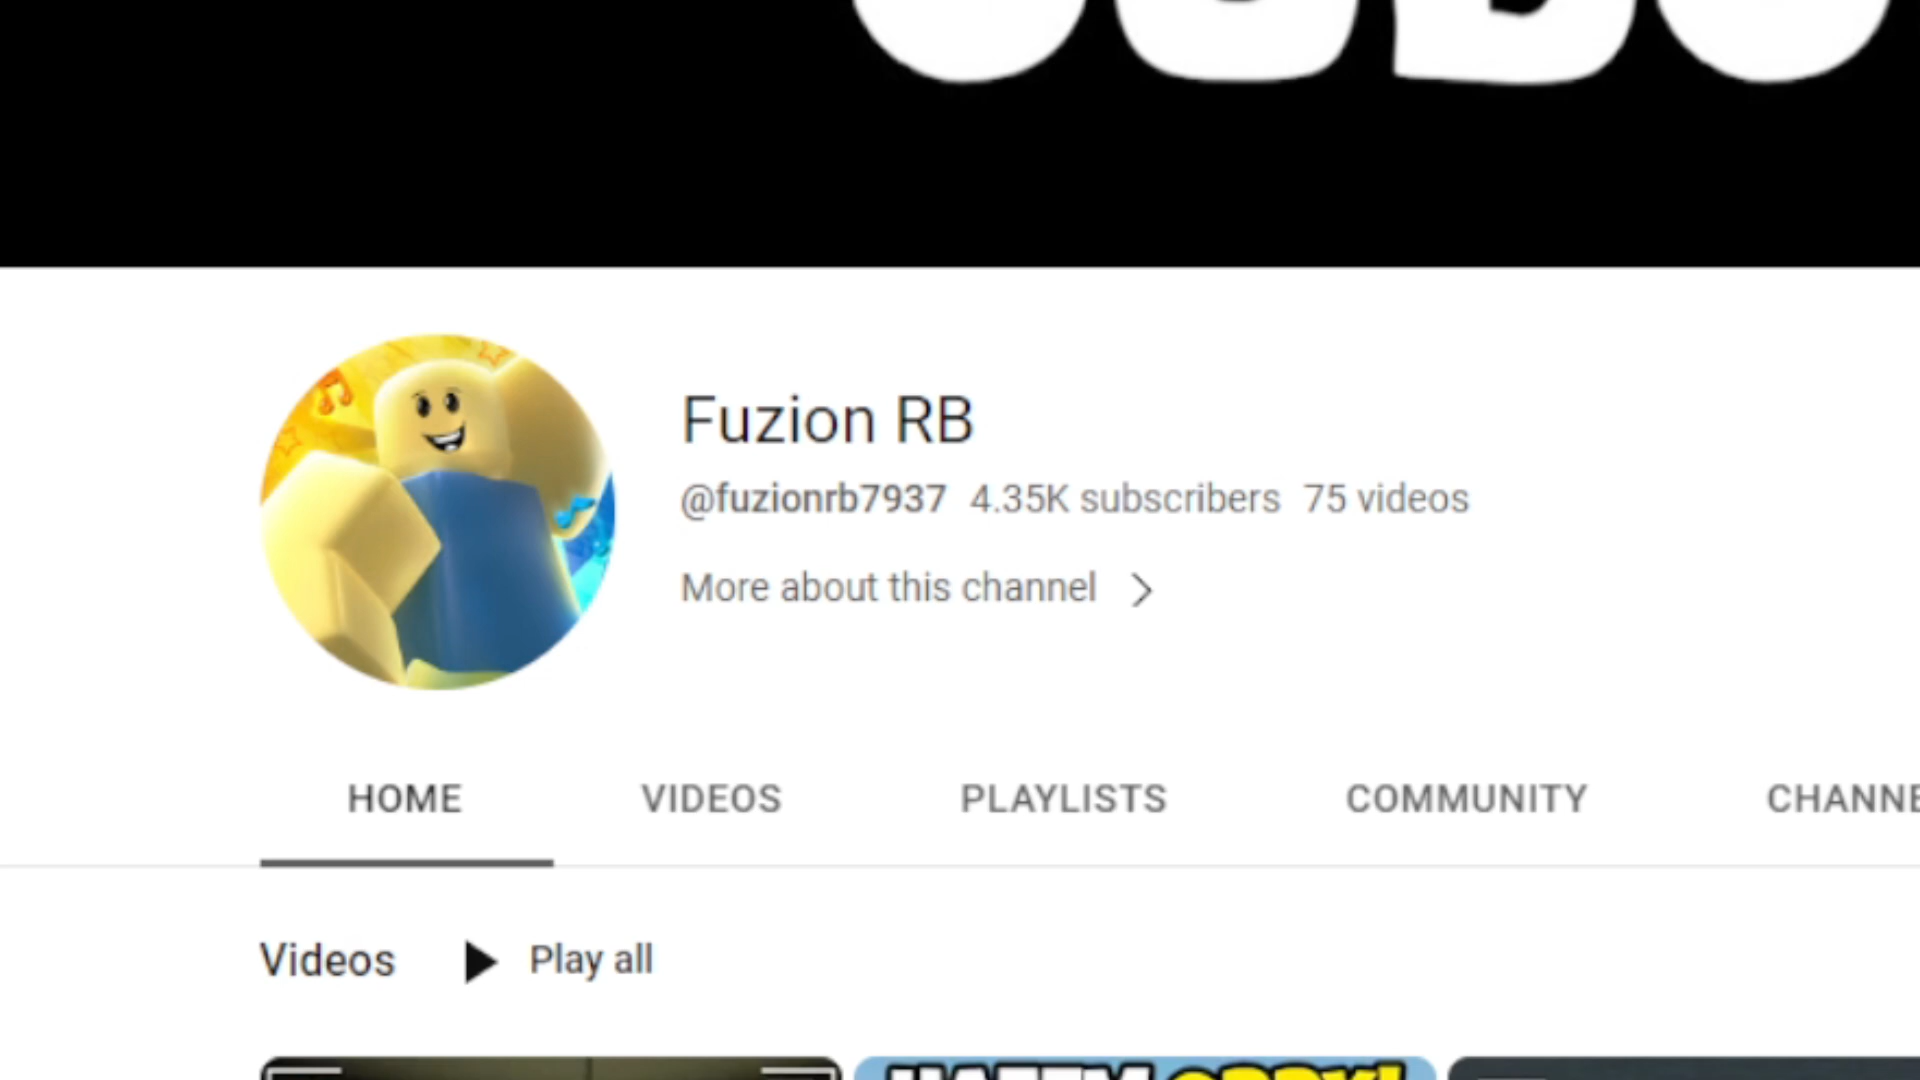 Fuzion RB
@fuzionrb7937 4.35K subscribers 75 videos
More about this channel
HOME VIDEOS PLAYLISTS COMMUNITY CHANNE
Videos Play all